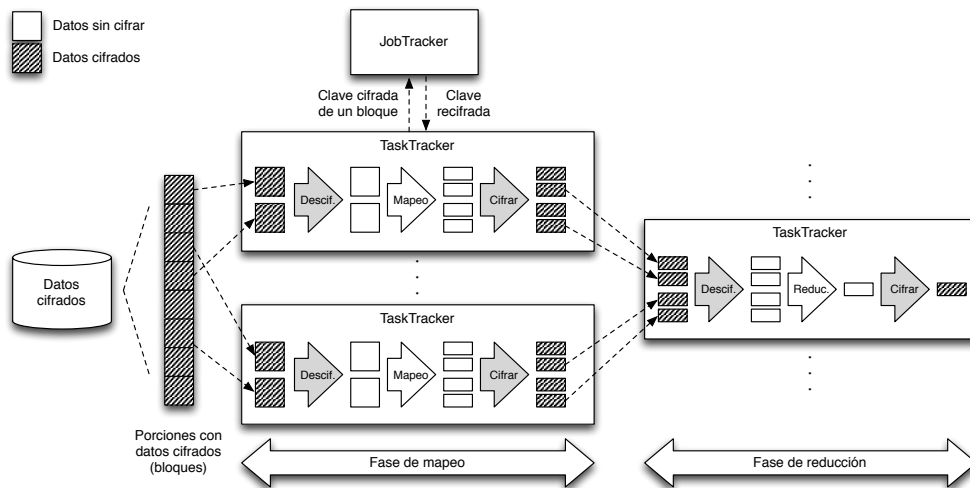 Datos sin cifrar
Datos cifrados
JobTracker
Clave cifrada
de un bloque
Clave
recifrada
TaskTracker
Descif.
Mapeo
Cifrar
TaskTracker
Descif.
Reduc.
Cifrar
Datos
cifrados
TaskTracker
Descif.
Mapeo
Cifrar
Porciones con
datos cifrados
(bloques)
Fase de mapeo
Fase de reducción